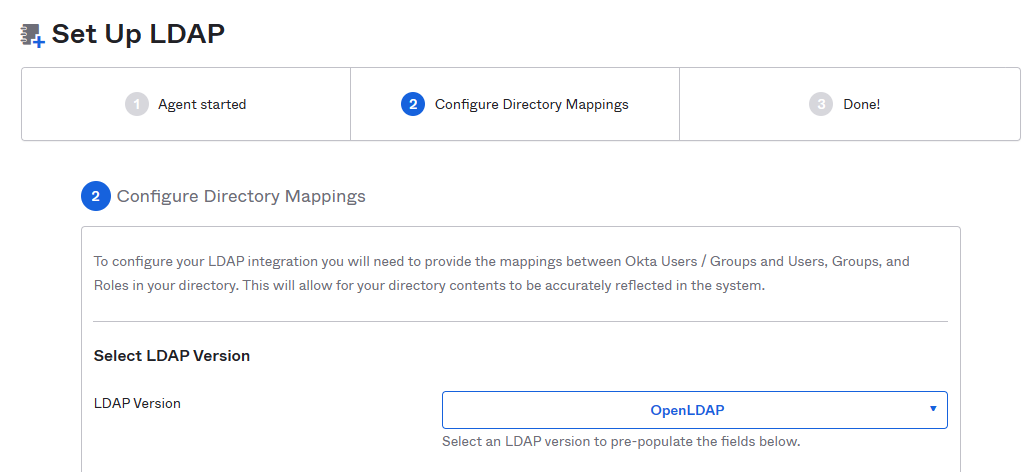 Set Up LDAP
1 Agent started
2 Configure Directory Mappings
3 Done!
2 Configure Directory Mappings
To configure your LDAP integration you will need to provide the mappings between Okta Users / Groups and Users, Groups, and
Roles in your directory. This will allow for your directory contents to be accurately reflected in the system.
Select LDAP Version
LDAP Version
OpenLDAP
Select an LDAP version to pre-populate the fields below.